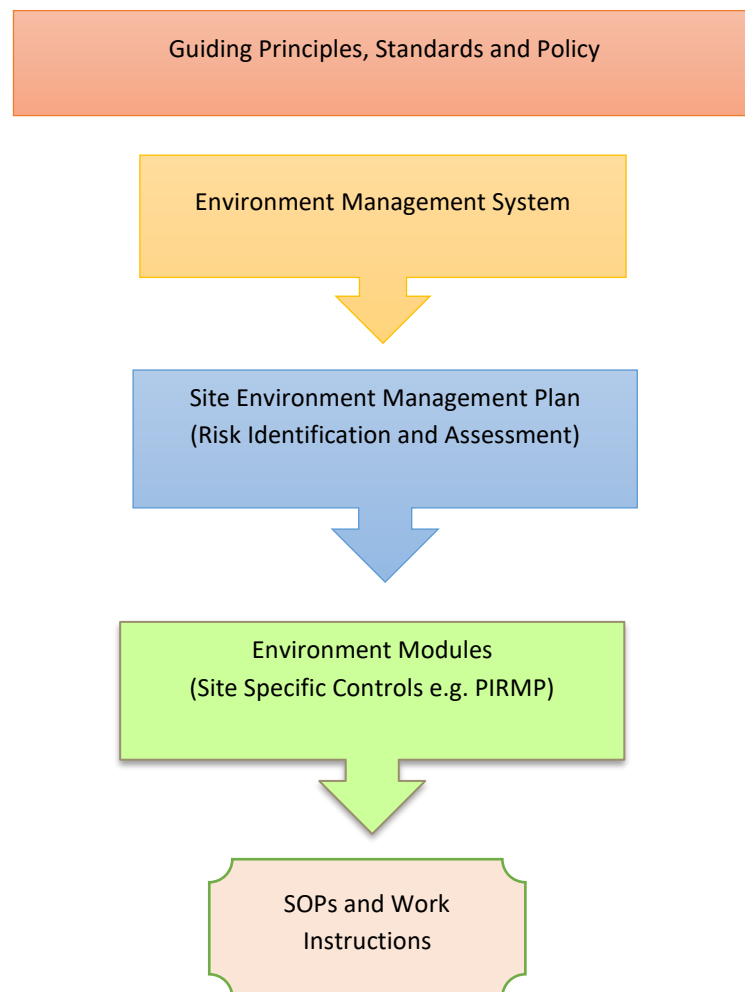 Guiding Principles, Standards and Policy
Environment Management System
Site Environment Management Plan
(Risk Identification and Assessment)
Environment Modules
(Site Specific Controls e.g. PIRMP)
SOPs and Work
Instructions